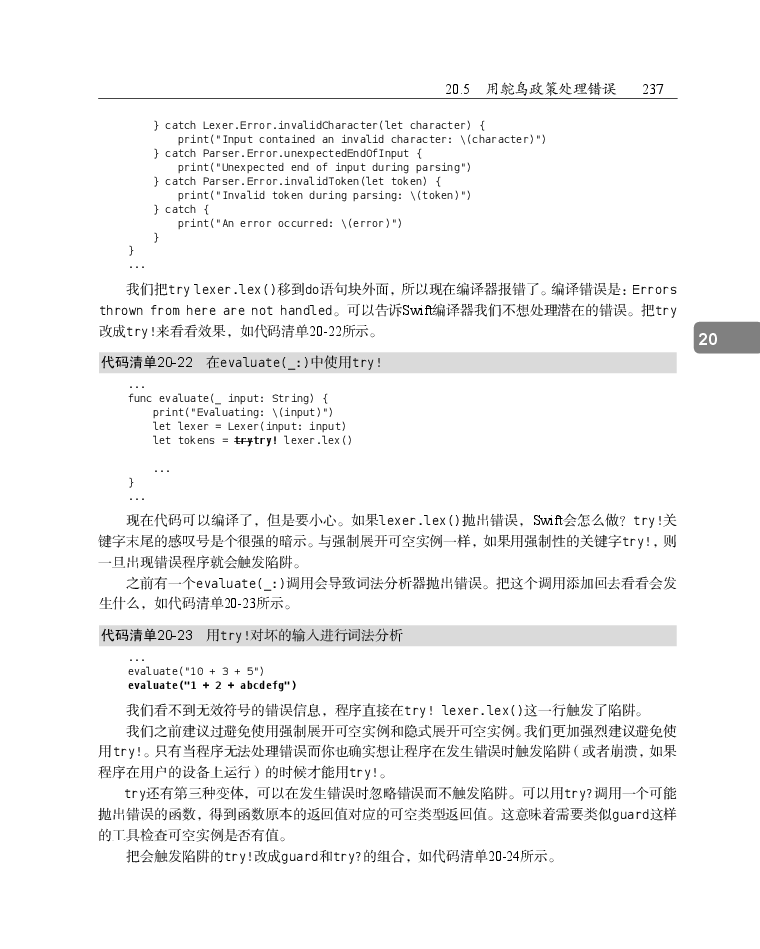 20.5 用鸵鸟政策处理错误 237
} catch Lexer.Error.invalidCharacter(let character) {
print("Input contained an invalid character: \(character)")
} catch Parser.Error.unexpectedEndOfInput {
print("Unexpected end of input during parsing")
} catch Parser.Error.invalidToken(let token) {
print("Invalid token during parsing: \(token)")
} catch {
print("An error occurred: \(error)")
}
}
...
我们把try lexer.lex()移到do语句块外面，所以现在编译器报错了。编译错误是：Errors
thrown from here are not handled。可以告诉Swift编译器我们不想处理潜在的错误。把try
改成try!来看看效果，如代码清单20-22所示。
20
代码清单20-22 在evaluate(_:)中使用try!
...
func evaluate(_ input: String) {
print("Evaluating: \(input)")
let lexer = Lexer(input: input)
let tokens = trytry! lexer.lex()
...
}
...
现在代码可以编译了，但是要小心。如果lexer.lex()抛出错误，Swift会怎么做？try!关
键字末尾的感叹号是个很强的暗示。与强制展开可空实例一样，如果用强制性的关键字try!，则
一旦出现错误程序就会触发陷阱。
之前有一个evaluate(_:)调用会导致词法分析器抛出错误。把这个调用添加回去看看会发
生什么，如代码清单20-23所示。
代码清单20-23 用try!对坏的输入进行词法分析
...
evaluate("10 + 3 + 5")
evaluate("1 + 2 + abcdefg")
我们看不到无效符号的错误信息，程序直接在try! lexer.lex()这一行触发了陷阱。
我们之前建议过避免使用强制展开可空实例和隐式展开可空实例。我们更加强烈建议避免使
用try!。只有当程序无法处理错误而你也确实想让程序在发生错误时触发陷阱（或者崩溃，如果
程序在用户的设备上运行）的时候才能用try!。
try还有第三种变体，可以在发生错误时忽略错误而不触发陷阱。可以用try?调用一个可能
抛出错误的函数，得到函数原本的返回值对应的可空类型返回值。这意味着需要类似guard这样
的工具检查可空实例是否有值。
把会触发陷阱的try!改成guard和try?的组合，如代码清单20-24所示。